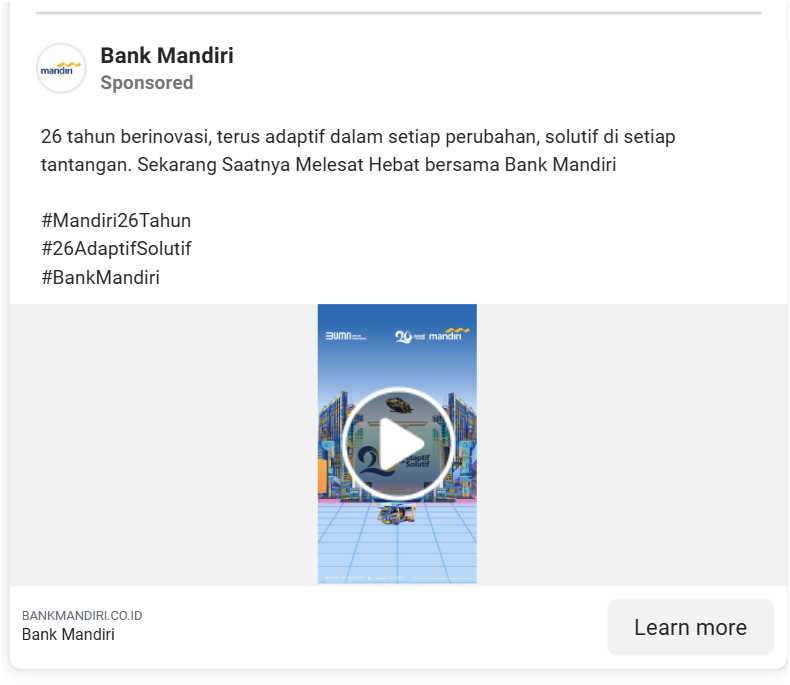 mandiri
Bank Mandiri
Sponsored
26 tahun berinovasi, terus adaptif dalam setiap perubahan, solutif di setiap
tantangan. Sekarang Saatnya Melesat Hebat bersama Bank Mandiri
#Mandiri26Tahun
#26AdaptifSolutif
#BankMandiri
BUMN
26 mandiri
26 Adaptif
Solutif
BANKMANDIRI.CO.ID
Bank Mandiri
Learn more